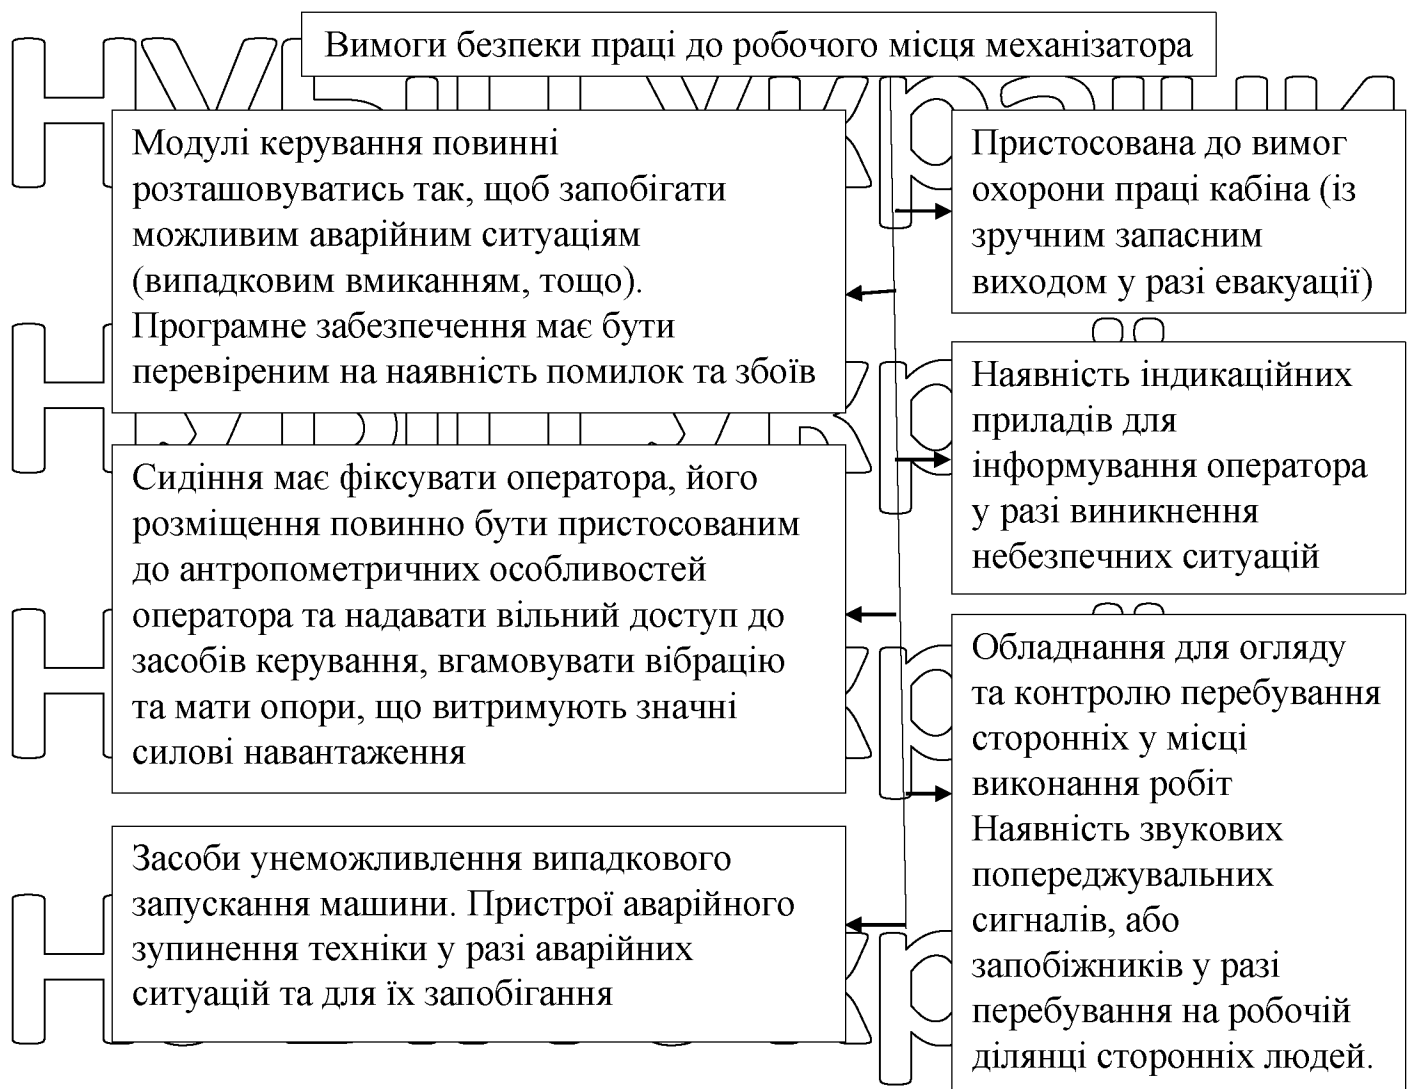 Вимоги безпеки праці до робочого місця механізатора
Модулі керування повинні
розташовуватись так, щоб запобігати
можливим аварійним ситуаціям
(випадковим вмиканням, тощо).
Програмне забезпечення має бути
перевіреним на наявність помилок та збоїв
Сидіння має фіксувати оператора, його
розміщення повинно бути пристосованим
до антропометричних особливостей
оператора та надавати вільний доступ до
засобів керування, вгамовувати вібрацію
та мати опори, що витримують значні
силові навантаження
Засоби унеможливлення випадкового
запускання машини. Пристрої аварійного
зупинення техніки у разі аварійних
ситуацій та для їх запобігання
Пристосована до вимог
охорони праці кабіна (із
зручним запасним
виходом у разі евакуації)
Наявність індикаційних
приладів для
інформування оператора
у разі виникнення
небезпечних ситуацій
Обладнання для огляду
та контролю перебування
сторонніх у місці
виконання робіт
Наявність звукових
попереджувальних
сигналів, або
запобіжників у разі
перебування на робочій
ділянці сторонніх людей.